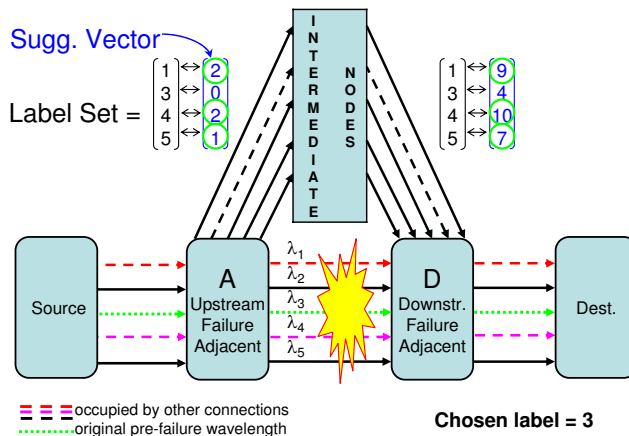 Sugg. Vector
Label Set =
1 ↔ 2
3 ↔ 0
4 ↔ 2
5 ↔ 1
INTERMEDIATE
NODES
1 ↔ 9
3 ↔ 4
4 ↔ 10
5 ↔ 7
Source
A
Upstream
Failure
Adjacent
λ1
λ2
λ3
λ4
λ5
D
Downstr.
Failure
Adjacent
Dest.
occupied by other connections
original pre-failure wavelength
Chosen label = 3